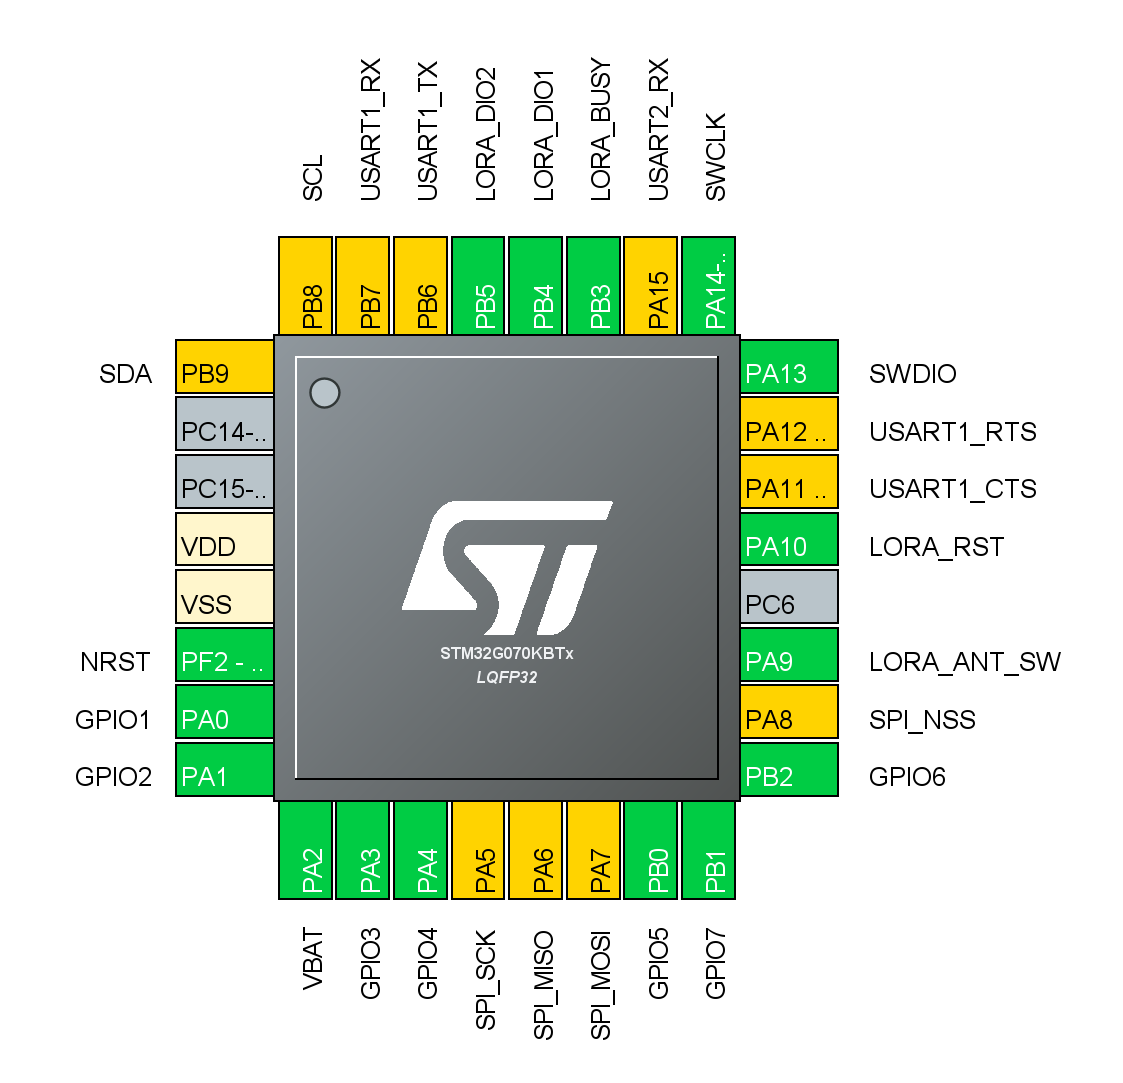 SCL
USART1_RX
USART1_TX
LORA_DIO2
LORA_DIO1
LORA_BUSY
USART2_RX
SWCLK
PB8
PB7
PB6
PB5
PB4
PB3
PA15
PA14-..
SDA
PB9
PC14-..
PC15-..
VDD
VSS
NRST
PF2 - ..
GPIO1
PA0
GPIO2
PA1
ST
STM32G070KBTx
LQFP32
PA13
SWDIO
PA12 ..
USART1_RTS
PA11 ..
USART1_CTS
PA10
LORA_RST
PC6
PA9
LORA_ANT_SW
PA8
SPI_NSS
PB2
GPIO6
PA2
PA3
PA4
PA5
PA6
PA7
PB0
PB1
VBAT
GPIO3
GPIO4
SPI_SCK
SPI_MISO
SPI_MOSI
GPIO5
GPIO7